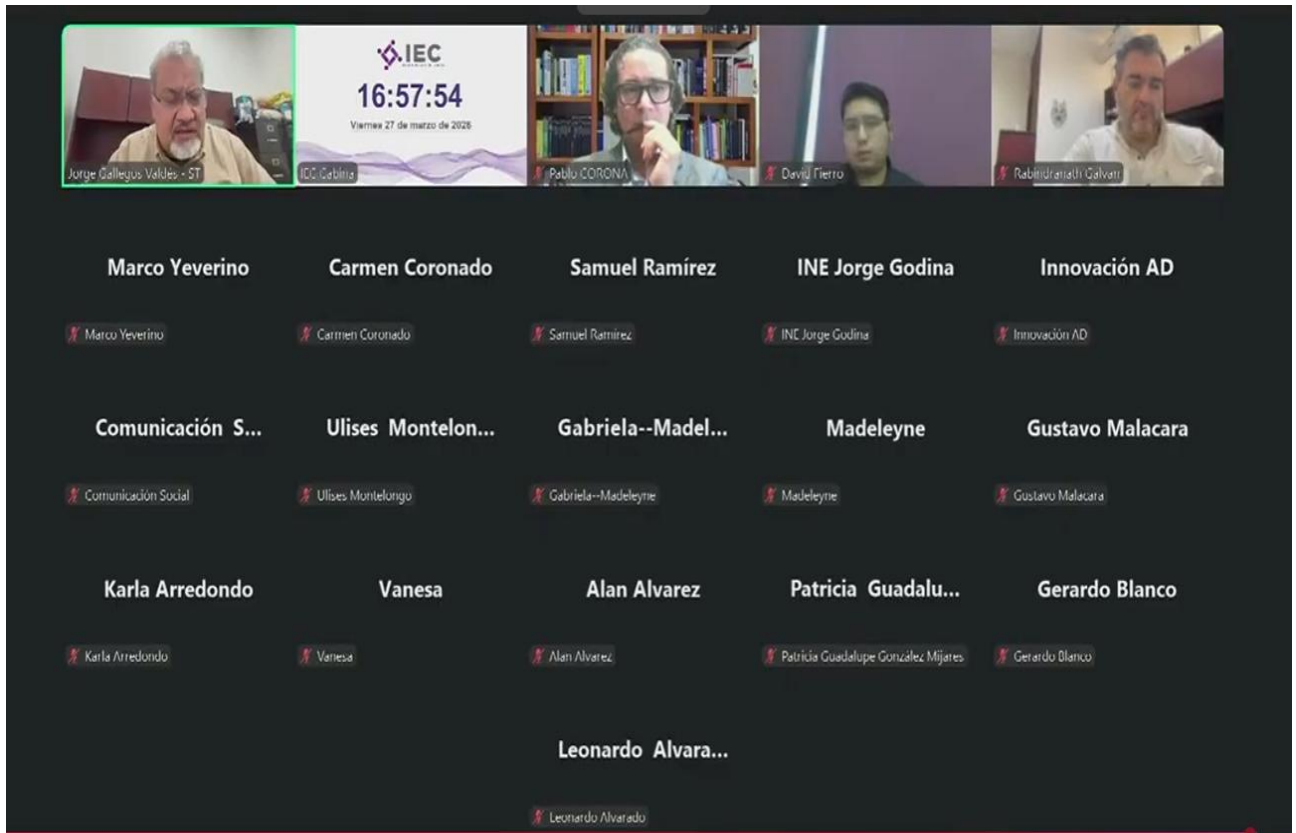 IEC
16:57:54
Viernes 27 de marzo de 2026
Jorge Gallegos Valdés - ST
IEC Cabina
Pablo CORONA
David Fierro
Rabindranath Galván
Marco Yeverino
Carmen Coronado
Samuel Ramírez
INE Jorge Godina
Innovación AD
Marco Yeverino
Carmen Coronado
Samuel Ramírez
INE Jorge Godina
Innovación AD
Comunicación S...
Ulises Montelon...
Gabriela--Madel...
Madeleyne
Gustavo Malacara
Comunicación Social
Ulises Montelongo
Gabriela--Madeleyne
Madeleyne
Gustavo Malacara
Karla Arredondo
Vanesa
Alan Alvarez
Patricia Guadalu...
Gerardo Blanco
Karla Arredondo
Vanesa
Alan Alvarez
Patricia Guadalupe González Mijares
Gerardo Blanco
Leonardo Alvara...
Leonardo Alvarado